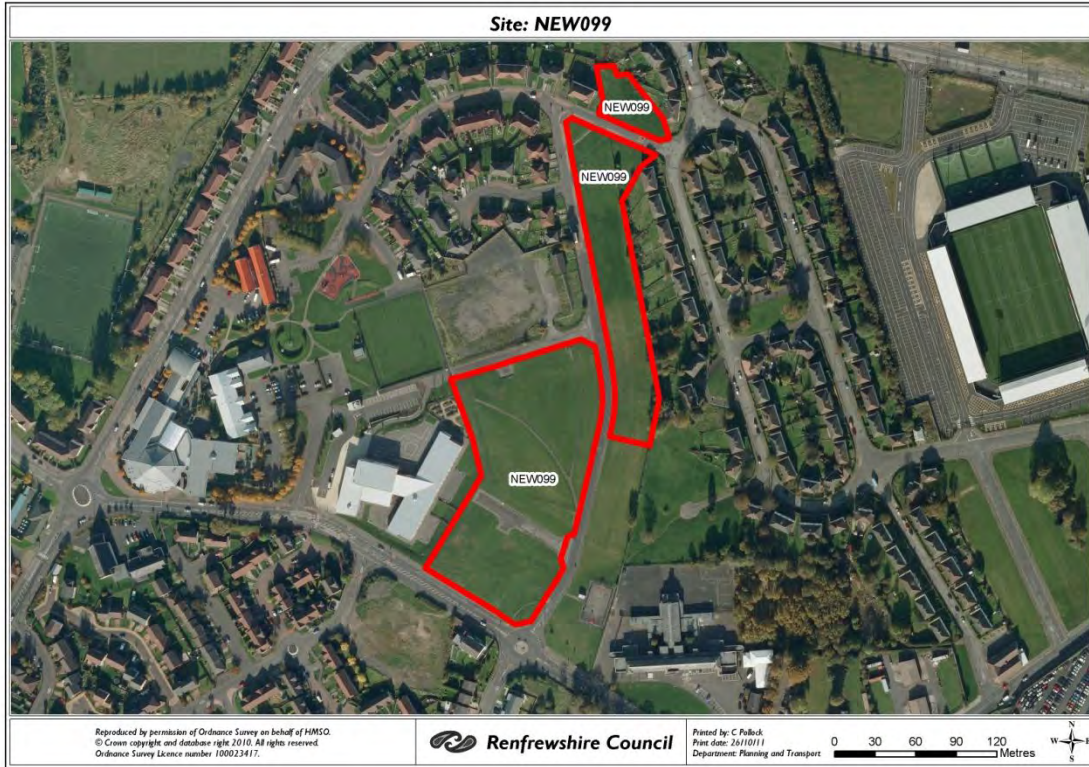 Site: NEW099
NEW099
NEW099
NEW099
Reproduced by permission of Ordnance Survey on behalf of HMSO.
© Crown copyright and database right 2010. All rights reserved.
Ordnance Survey Licence number 100023417.
Renfrewshire Council
Printed by: C Pollock
Print date: 26/10/11
Department: Planning and Transport
0 30 60 90 120
Metres
N
W E
S